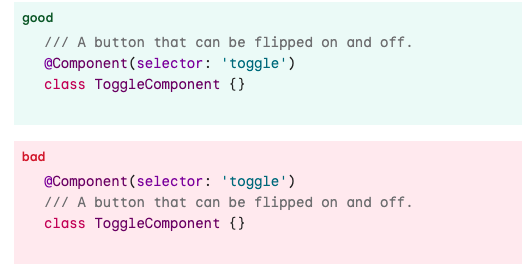 good
/// A button that can be flipped on and off.
@Component(selector: 'toggle')
class ToggleComponent {}
bad
@Component(selector: 'toggle')
/// A button that can be flipped on and off.
class ToggleComponent {}